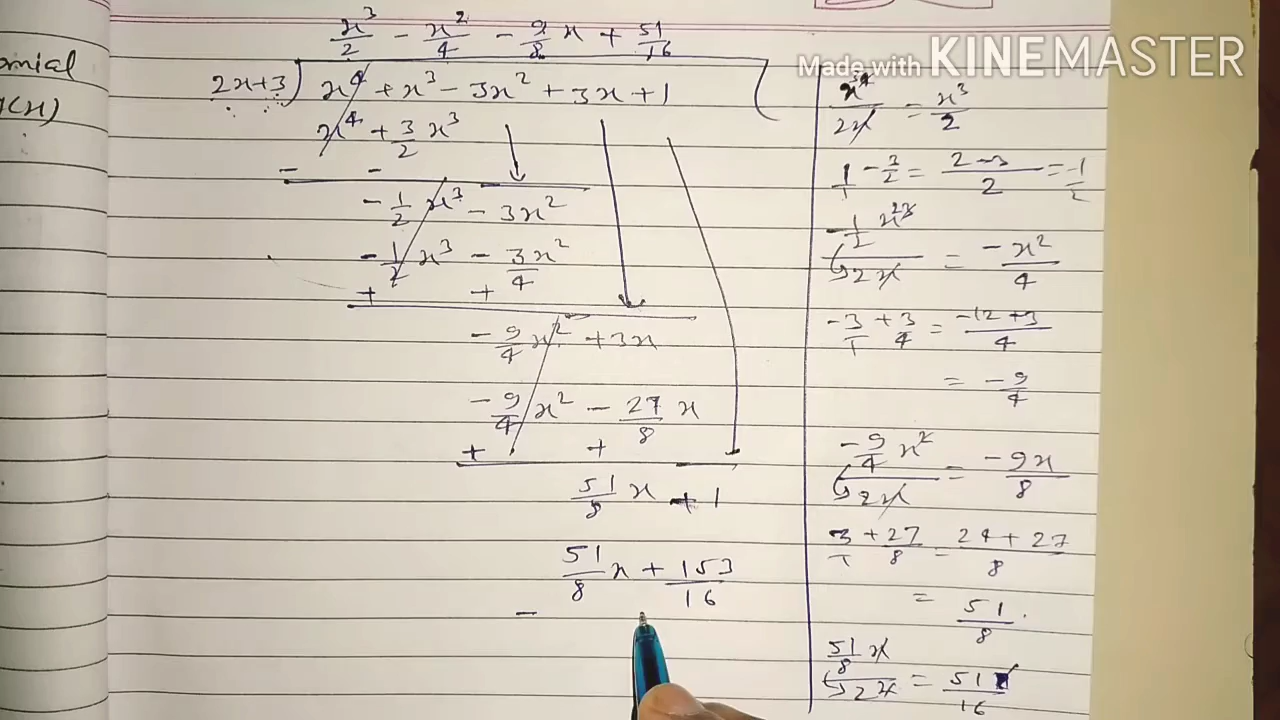 x³/2 - x²/4 - 9/8 x + 51/16
2x+3 ) x⁴ + x³ - 3x² + 3x + 1
x⁴ + 3/2 x³
- -
- 1/2 x³ - 3x²
- 1/2 x³ - 3x²/4
+ +
- 9/4 x² + 3x
- 9/4 x² - 27/8 x
+ +
51/8 x + 1
51/8 x + 153/16
-
omial
(x)
Made with KINEMASTER
x⁴/2x = x³/2
1/1 - 3/2 = 2-3/2 = -1/2
-1/2 x³/2x = -x²/4
-3/1 + 3/4 = -12+3/4
= -9/4
-9/4 x²/2x = -9x/8
3/1 + 27/8 = 24+27/8
= 51/8
51/8 x/2x = 51/16